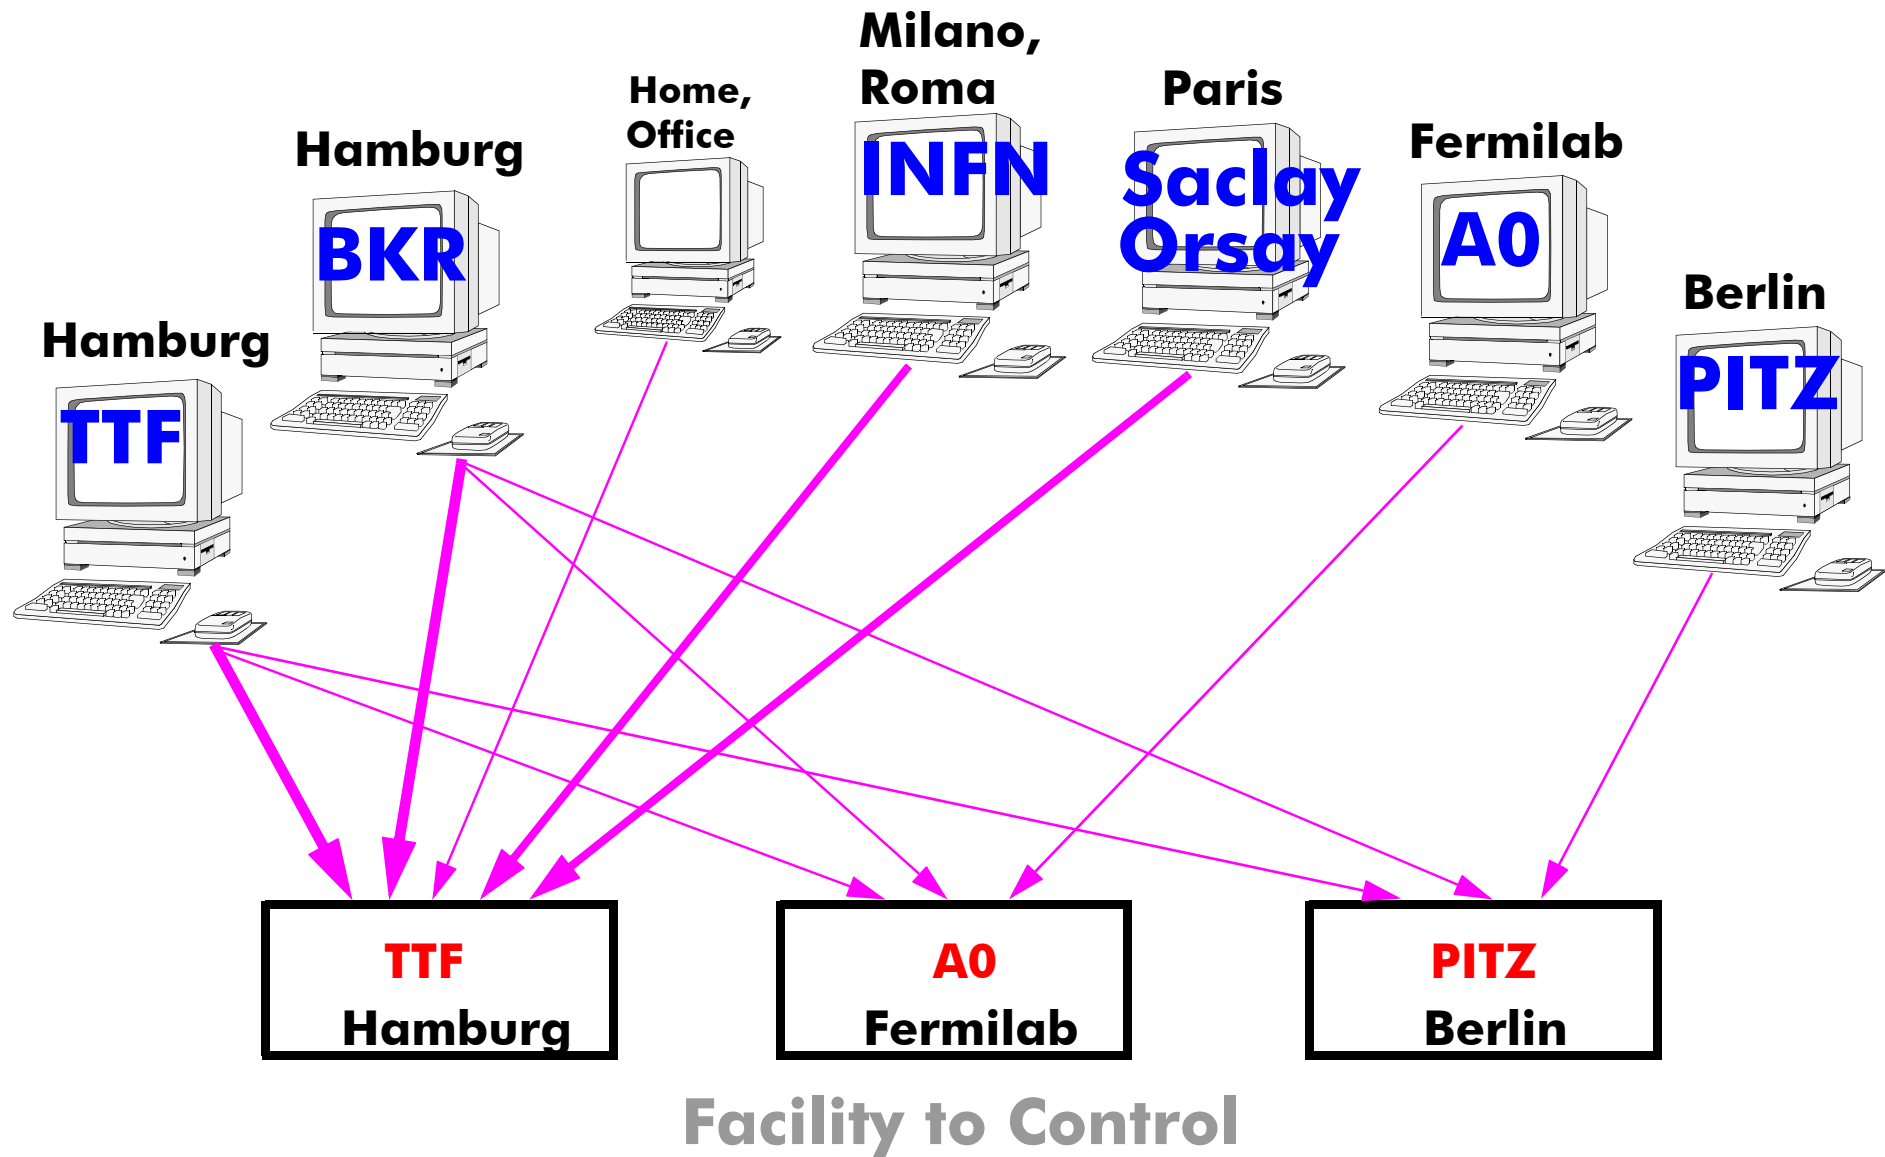 Milano,
Roma
Home,
Office
Paris
Hamburg
Fermilab
INFN
Saclay
Orsay
BKR
A0
Berlin
Hamburg
PITZ
TTF
TTF
Hamburg
A0
Fermilab
PITZ
Berlin
Facility to Control